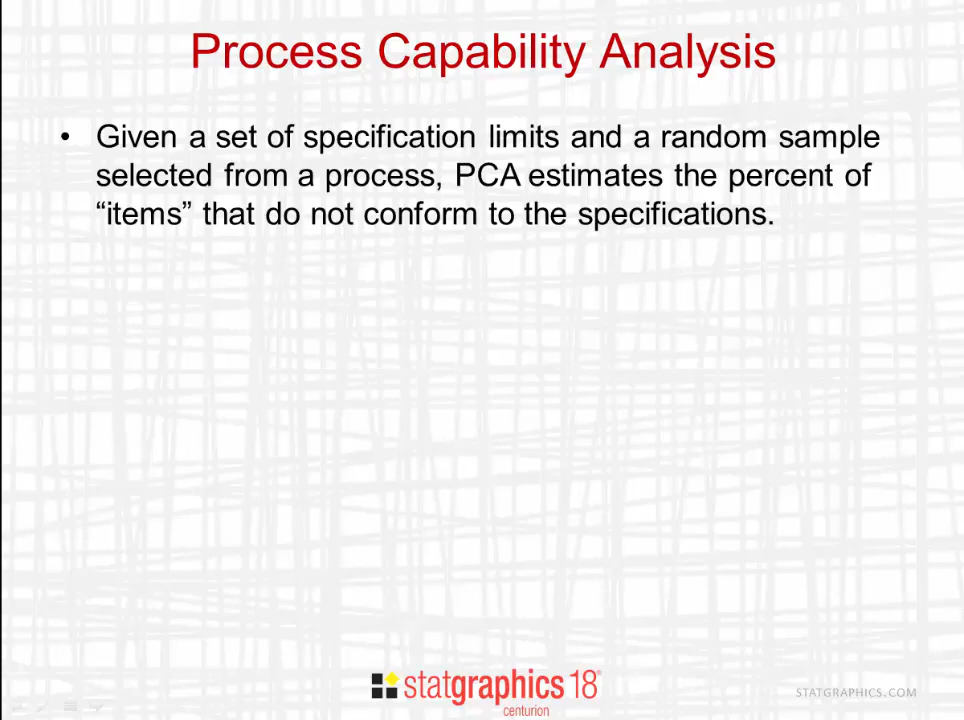 Process Capability Analysis
• Given a set of specification limits and a random sample
selected from a process, PCA estimates the percent of
“items” that do not conform to the specifications.
statgraphics 18®
centurion
STATGRAPHICS.COM